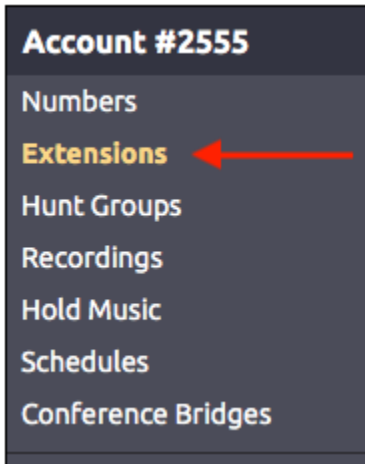 Account #2555
Numbers
Extensions
Hunt Groups
Recordings
Hold Music
Schedules
Conference Bridges